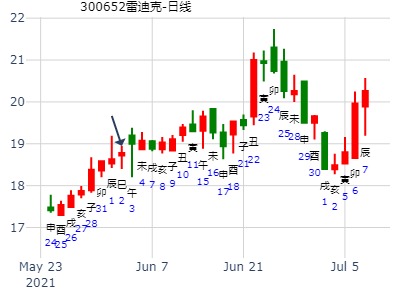 300652雷迪克-日线
22
21
20
19
18
17
申
24
酉
25
戌
26
亥
27
子
28
卯
31
辰
1
巳
2
午
3
未
4
戌
7
亥
8
子
9
丑
10
寅
11
午
15
未
16
申
17
酉
18
子
21
丑
22
寅
23
卯
24
辰
25
未
28
申
29
酉
30
戌
1
亥
2
寅
5
卯
6
辰
7
May 23
2021
Jun 7
Jun 21
Jul 5